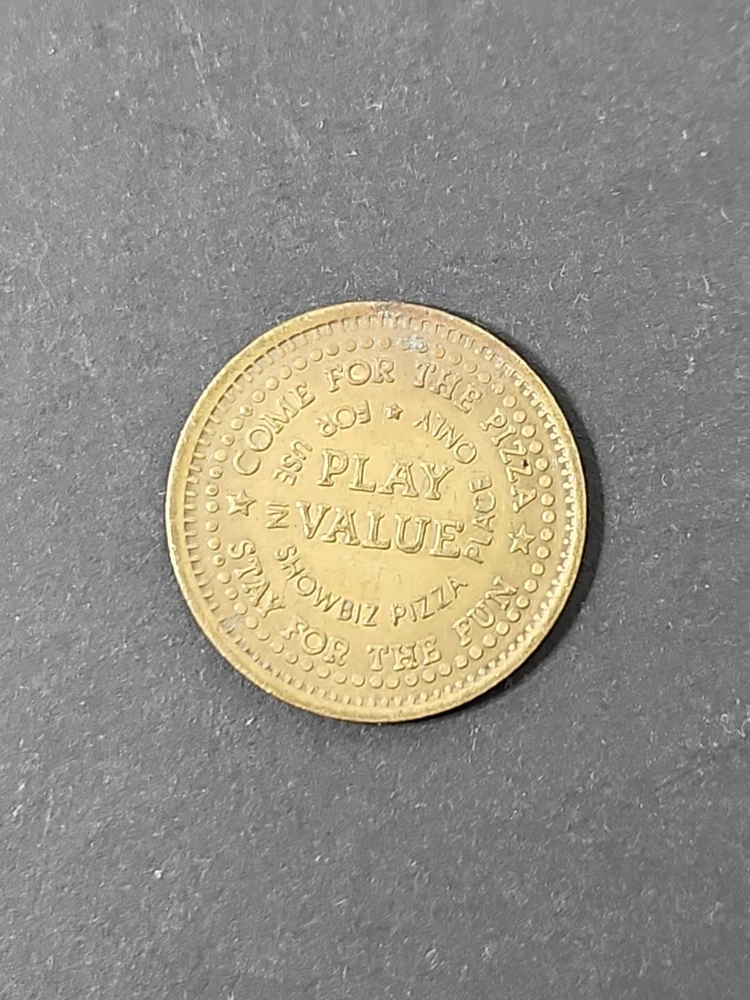 COME FOR THE PIZZA
★ STAY FOR THE FUN ★
ONLY ★ FOR USE IN SHOWBIZ PIZZA PLACE
PLAY
VALUE